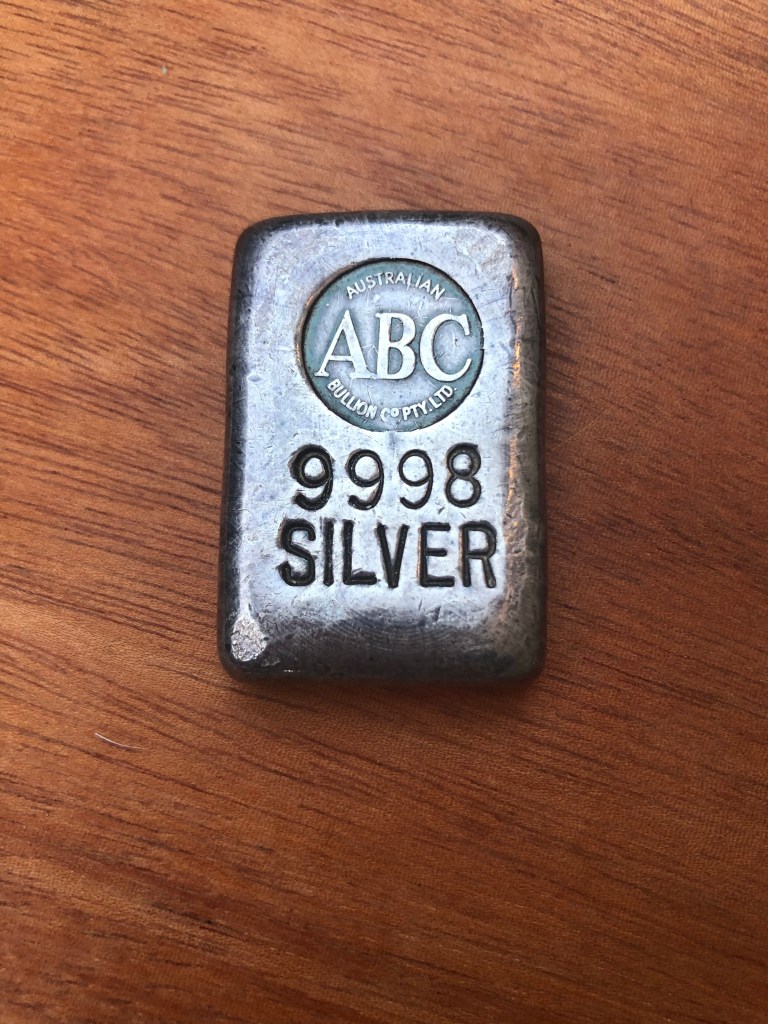 AUSTRALIAN
ABC
BULLION Co PTY. LTD.
9998
SILVER